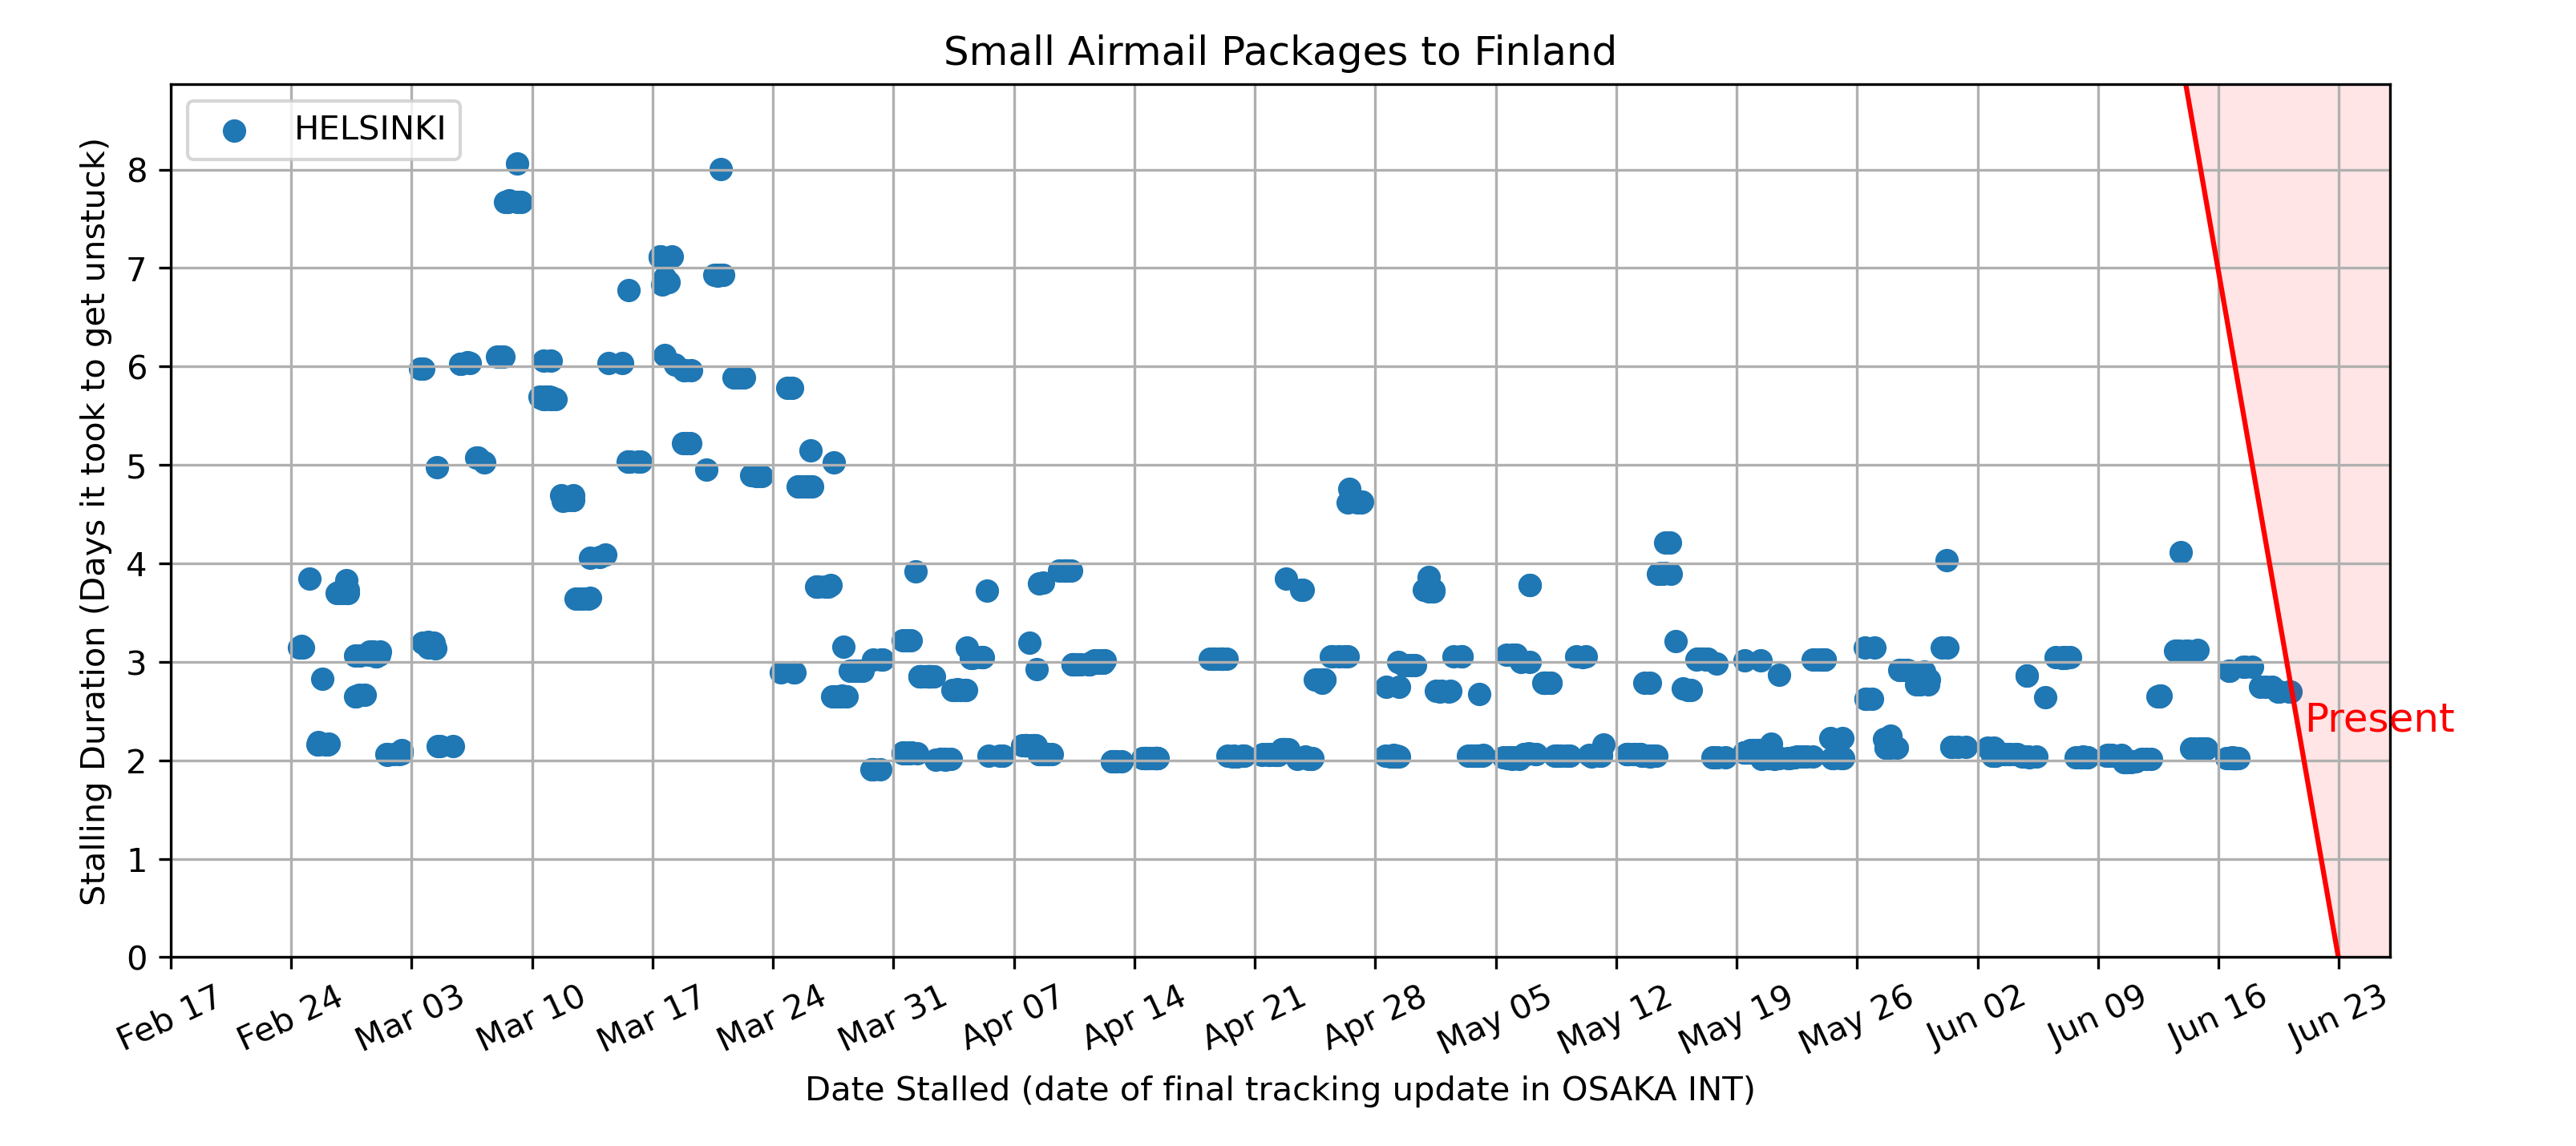 Small Airmail Packages to Finland
HELSINKI
Stalling Duration (Days it took to get unstuck)
8
7
6
5
4
3
2
1
0
Present
Feb 17
Feb 24
Mar 03
Mar 10
Mar 17
Mar 24
Mar 31
Apr 07
Apr 14
Apr 21
Apr 28
May 05
May 12
May 19
May 26
Jun 02
Jun 09
Jun 16
Jun 23
Date Stalled (date of final tracking update in OSAKA INT)